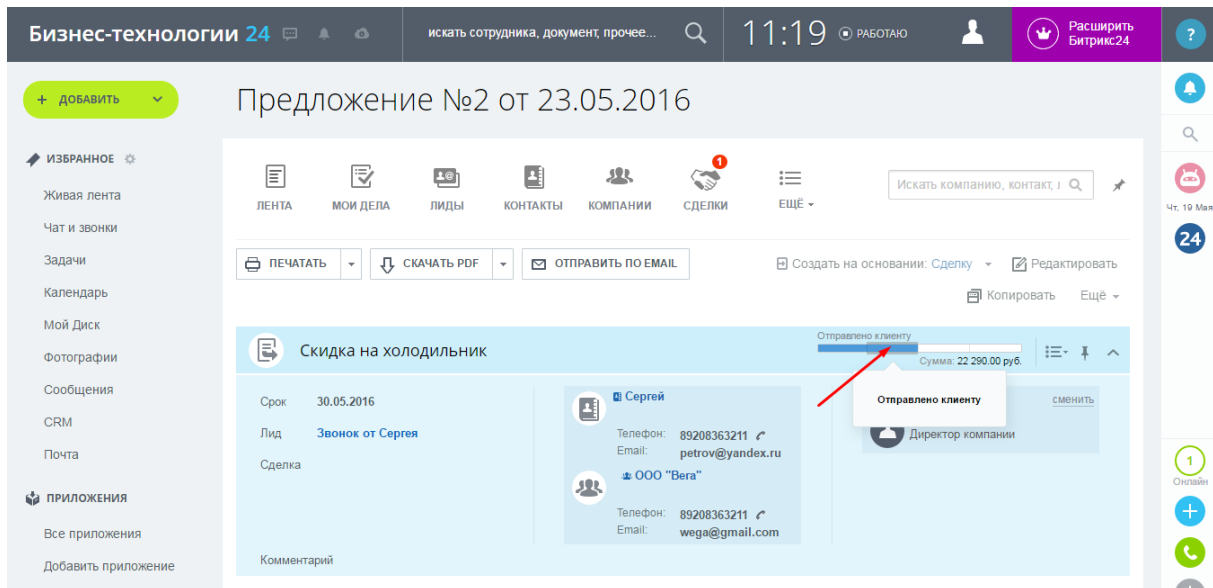 Бизнес-технологии 24
искать сотрудника, документ, прочее...
11:19 РАБОТАЮ
Расширить
Битрикс24
?
+ ДОБАВИТЬ
Предложение №2 от 23.05.2016
ИЗБРАННОЕ
Живая лента
Чат и звонки
Задачи
Календарь
Мой Диск
Фотографии
Сообщения
CRM
Почта
ПРИЛОЖЕНИЯ
Все приложения
Добавить приложение
ЛЕНТА
МОИ ДЕЛА
ЛИДЫ
КОНТАКТЫ
КОМПАНИИ
1
СДЕЛКИ
ЕЩЁ
Искать компанию, контакт,
ПЕЧАТАТЬ
СКАЧАТЬ PDF
ОТПРАВИТЬ ПО EMAIL
Создать на основании: Сделку
Редактировать
Копировать
Ещё
Скидка на холодильник
Отправлено клиенту
Сумма: 22 290.00 руб.
Отправлено клиенту
Срок 30.05.2016
Лид Звонок от Сергея
Сделка
Сергей
Телефон: 89208363211
Email: petrov@yandex.ru
ООО "Вега"
Телефон: 89208363211
Email: wega@gmail.com
сменить
Директор компании
Комментарий
Чт, 19 Мая
24
1
Онлайн